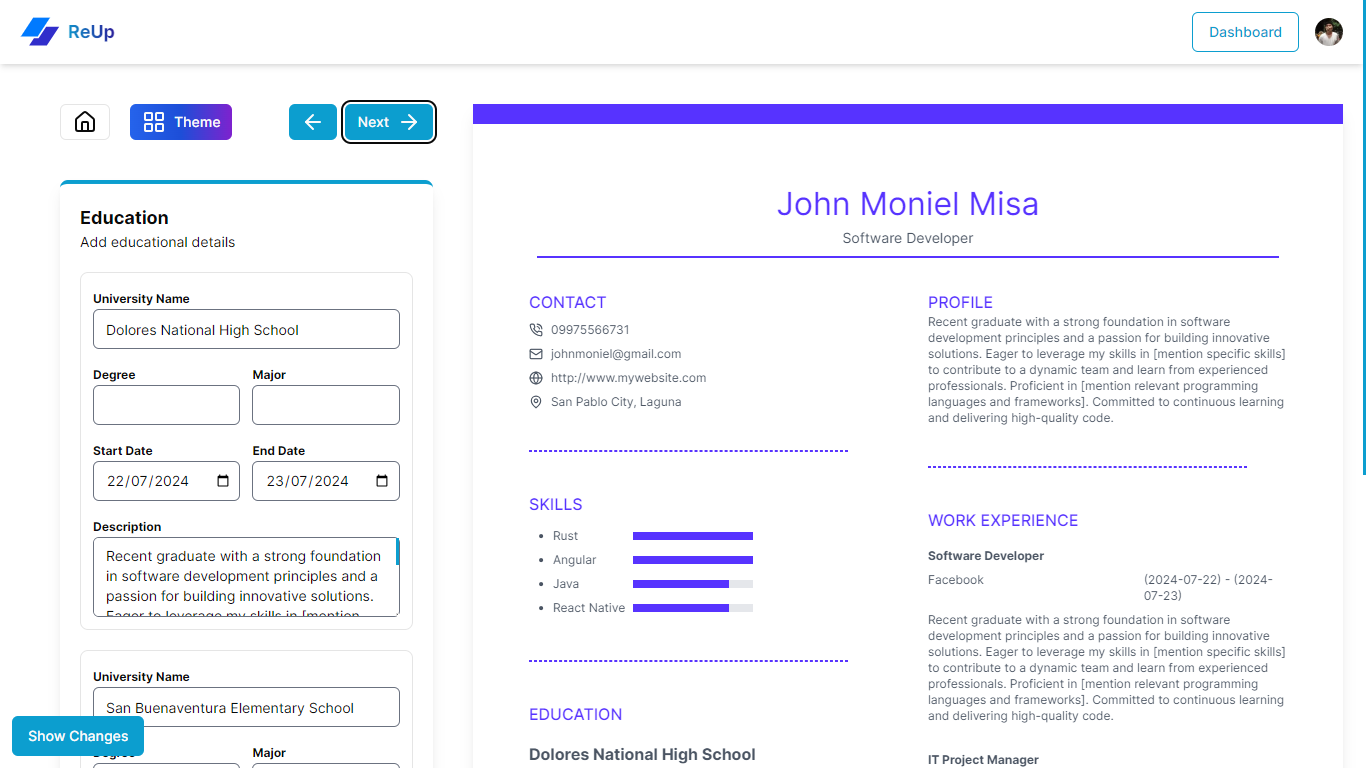 ReUp
Dashboard
Theme
Next
Education
Add educational details
University Name
Dolores National High School
Degree
Major
Start Date
End Date
22/07/2024
23/07/2024
Description
Recent graduate with a strong foundation
in software development principles and a
passion for building innovative solutions.
Eager to leverage my skills in [mention
University Name
San Buenaventura Elementary School
Show Changes
Degree
Major
John Moniel Misa
Software Developer
CONTACT
09975566731
johnmoniel@gmail.com
http://www.mywebsite.com
San Pablo City, Laguna
SKILLS
Rust
Angular
Java
React Native
EDUCATION
Dolores National High School
PROFILE
Recent graduate with a strong foundation in software
development principles and a passion for building innovative
solutions. Eager to leverage my skills in [mention specific skills]
to contribute to a dynamic team and learn from experienced
professionals. Proficient in [mention relevant programming
languages and frameworks]. Committed to continuous learning
and delivering high-quality code.
WORK EXPERIENCE
Software Developer
Facebook
(2024-07-22) - (2024-
07-23)
Recent graduate with a strong foundation in software
development principles and a passion for building innovative
solutions. Eager to leverage my skills in [mention specific skills]
to contribute to a dynamic team and learn from experienced
professionals. Proficient in [mention relevant programming
languages and frameworks]. Committed to continuous learning
and delivering high-quality code.
IT Project Manager